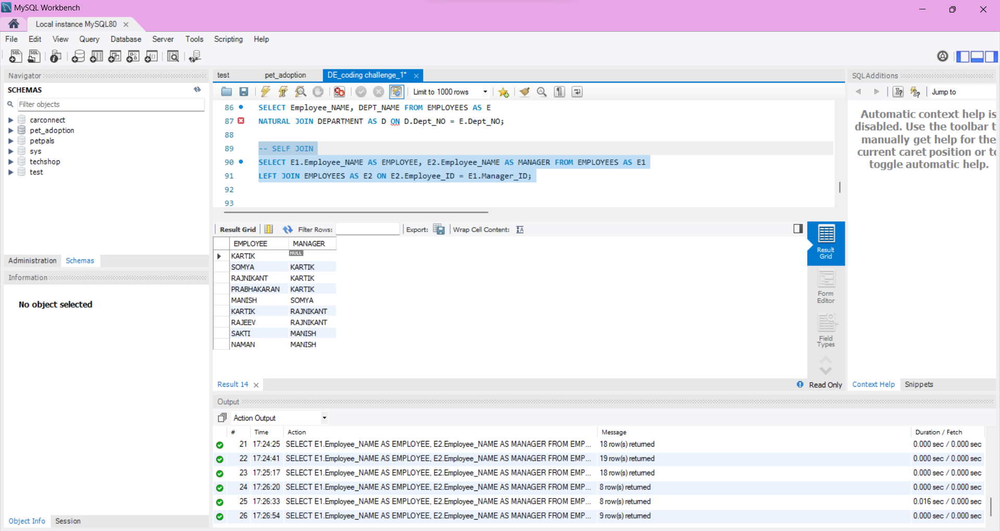 MySQL Workbench
Local instance MySQL80
File Edit View Query Database Server Tools Scripting Help
Navigator
SCHEMAS
Filter objects
carconnect
pet_adoption
petpals
sys
techshop
test
Administration Schemas
Information
No object selected
Object Info Session
test pet_adoption DE_coding challenge_1*
Limit to 1000 rows
86 SELECT Employee_NAME, DEPT_NAME FROM EMPLOYEES AS E
87 NATURAL JOIN DEPARTMENT AS D ON D.Dept_NO = E.Dept_NO;
88
89 -- SELF JOIN
90 SELECT E1.Employee_NAME AS EMPLOYEE, E2.Employee_NAME AS MANAGER FROM EMPLOYEES AS E1
91 LEFT JOIN EMPLOYEES AS E2 ON E2.Employee_ID = E1.Manager_ID;
92
93
Result Grid Filter Rows: Export: Wrap Cell Content:
EMPLOYEE MANAGER
KARTIK NULL
SOMYA KARTIK
RAJNIKANT KARTIK
PRABHAKARAN KARTIK
MANISH SOMYA
KARTIK RAJNIKANT
RAJEEV RAJNIKANT
SAKTI MANISH
NAMAN MANISH
Result
Grid
Form
Editor
Field
Types
Result 14
Read Only
SQLAdditions
Jump to
Automatic context help is
disabled. Use the toolbar t
manually get help for the
current caret position or to
toggle automatic help.
Context Help Snippets
Output
Action Output
# Time Action Message Duration / Fetch
21 17:24:25 SELECT E1.Employee_NAME AS EMPLOYEE, E2.Employee_NAME AS MANAGER FROM EMP... 18 row(s) returned 0.000 sec / 0.000 sec
22 17:24:41 SELECT E1.Employee_NAME AS EMPLOYEE, E2.Employee_NAME AS MANAGER FROM EMP... 19 row(s) returned 0.000 sec / 0.000 sec
23 17:25:17 SELECT E1.Employee_NAME AS EMPLOYEE, E2.Employee_NAME AS MANAGER FROM EMP... 18 row(s) returned 0.000 sec / 0.000 sec
24 17:26:20 SELECT E1.Employee_NAME AS EMPLOYEE, E2.Employee_NAME AS MANAGER FROM EMP... 8 row(s) returned 0.000 sec / 0.000 sec
25 17:26:33 SELECT E1.Employee_NAME AS EMPLOYEE, E2.Employee_NAME AS MANAGER FROM EMP... 8 row(s) returned 0.016 sec / 0.000 sec
26 17:26:54 SELECT E1.Employee_NAME AS EMPLOYEE, E2.Employee_NAME AS MANAGER FROM EMP... 9 row(s) returned 0.000 sec / 0.000 sec